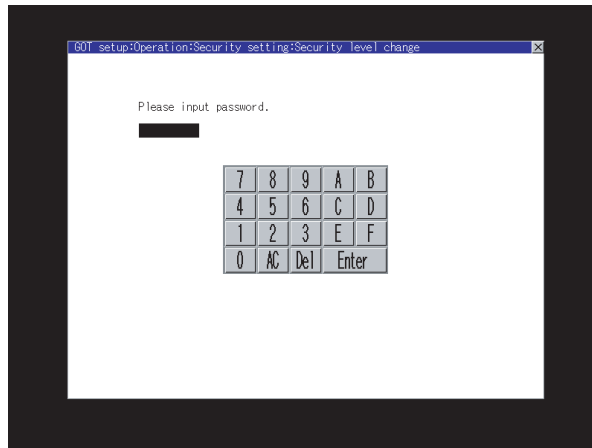 GOT setup:Operation:Security setting:Security level change
Please input password.
7 8 9 A B
4 5 6 C D
1 2 3 E F
0 AC Del Enter